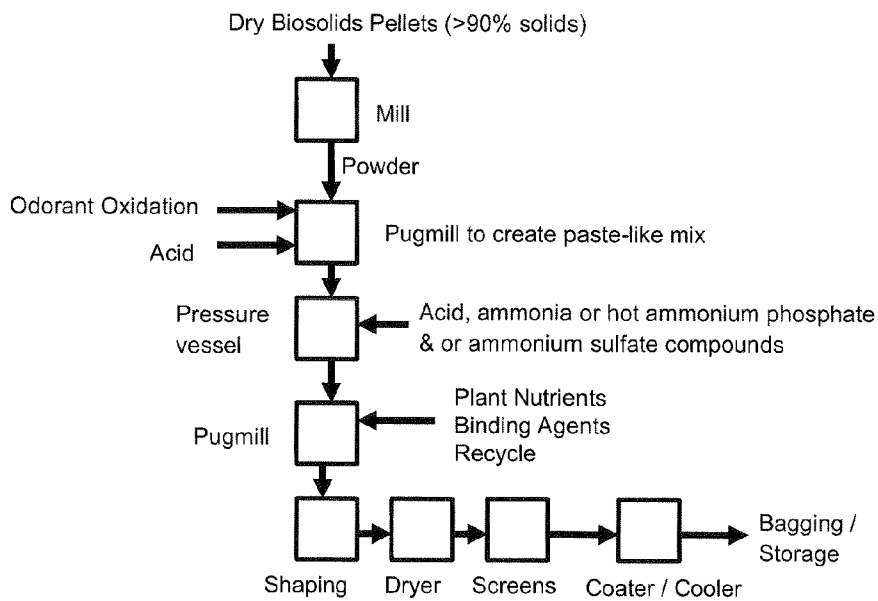 Dry Biosolids Pellets (>90% solids)
Mill
Powder
Odorant Oxidation
Acid
Pugmill to create paste-like mix
Pressure
vessel
Acid, ammonia or hot ammonium phosphate
& or ammonium sulfate compounds
Plant Nutrients
Binding Agents
Recycle
Pugmill
Shaping
Dryer
Screens
Coater / Cooler
Bagging /
Storage